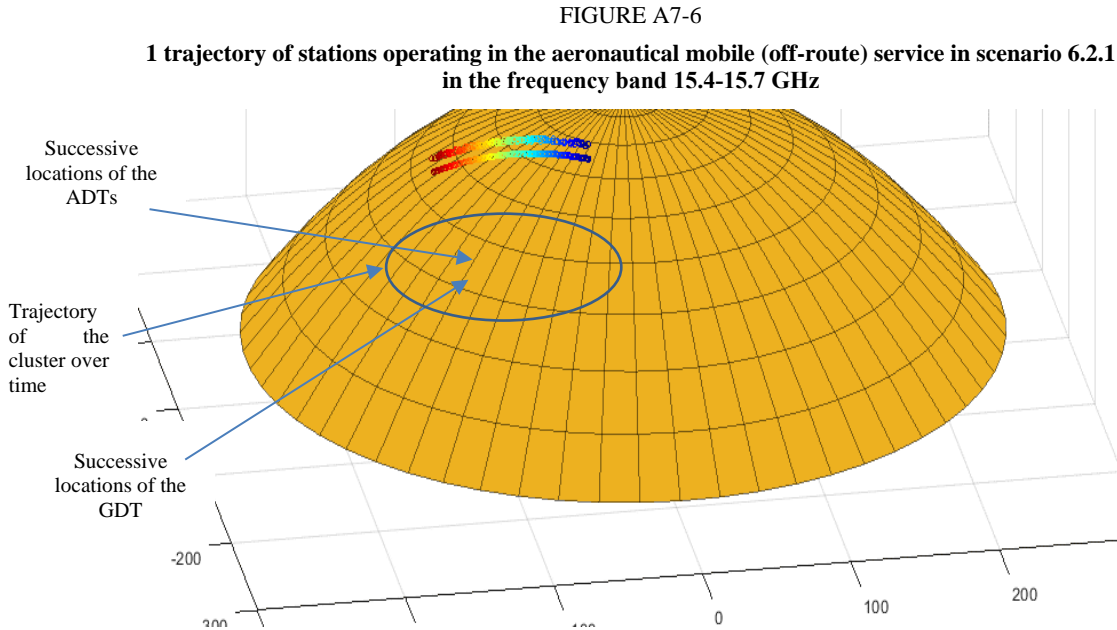 FIGURE A7-6
1 trajectory of stations operating in the aeronautical mobile (off-route) service in scenario 6.2.1
in the frequency band 15.4-15.7 GHz
Successive
locations of the
ADTs
Trajectory
of the
cluster over
time
Successive
locations of the
GDT
-200
0
100
200